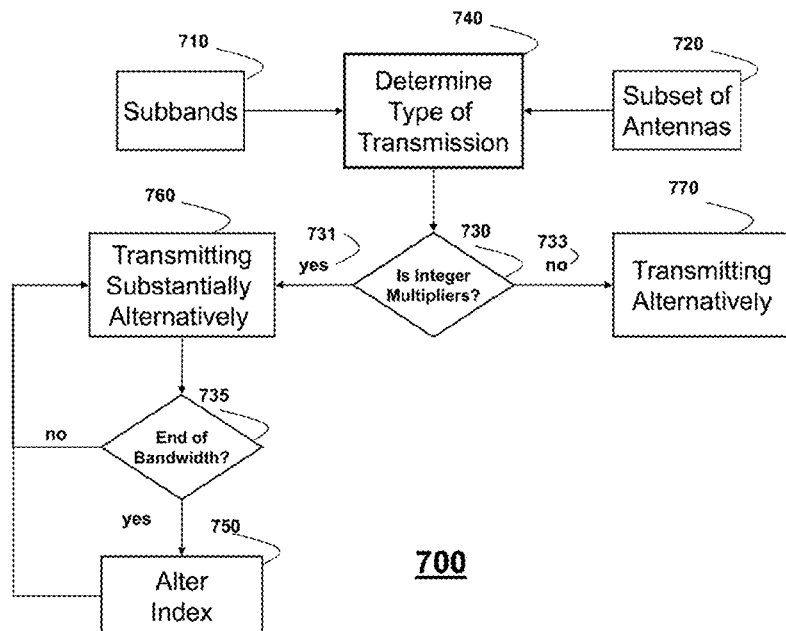 710
740
720
Subbands
Determine
Type of
Transmission
Subset of
Antennas
760
731
730
733
770
yes
no
Transmitting
Substantially
Alternatively
Is Integer
Multipliers?
Transmitting
Alternatively
735
no
End of
Bandwidth?
yes
750
Alter
Index
700